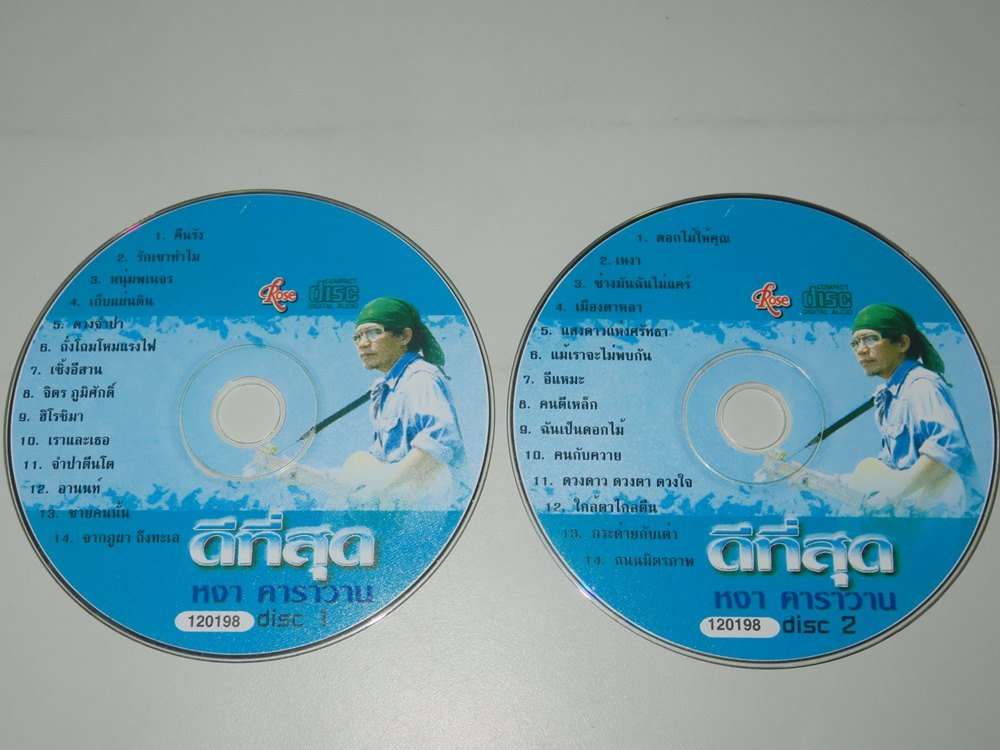 1. คืนรัง
2. รักเขาทำไม
3. หนุ่มพเนจร
4. เก็บแผ่นดิน
5. ดวงจำปา
6. ถั่งโถมโหมแรงไฟ
7. เซิ้งอีสาน
8. จิตร ภูมิศักดิ์
9. ฮิโรชิมา
10. เราและเธอ
11. จำปาตีนโต
12. อานนท์
13. ชายคนนั้น
14. จากภูผา ถึงทะเล
Rose
COMPACT
disc
DIGITAL AUDIO
ดีที่สุด
หงา คาราวาน
120198 disc 1
1. ดอกไม้ให้คุณ
2. เหงา
3. ช่างมันฉันไม่แคร์
4. เมืองตาหลา
5. แสงดาวแห่งศรัทธา
6. แม้เราจะไม่พบกัน
7. อีแหมะ
8. คนตีเหล็ก
9. ฉันเป็นดอกไม้
10. คนกับควาย
11. ดวงดาว ดวงตา ดวงใจ
12. ใกล้ตาไกลตีน
13. กระต่ายกับเต่า
14. ถนนมิตรภาพ
Rose
COMPACT
disc
DIGITAL AUDIO
ดีที่สุด
หงา คาราวาน
120198 disc 2